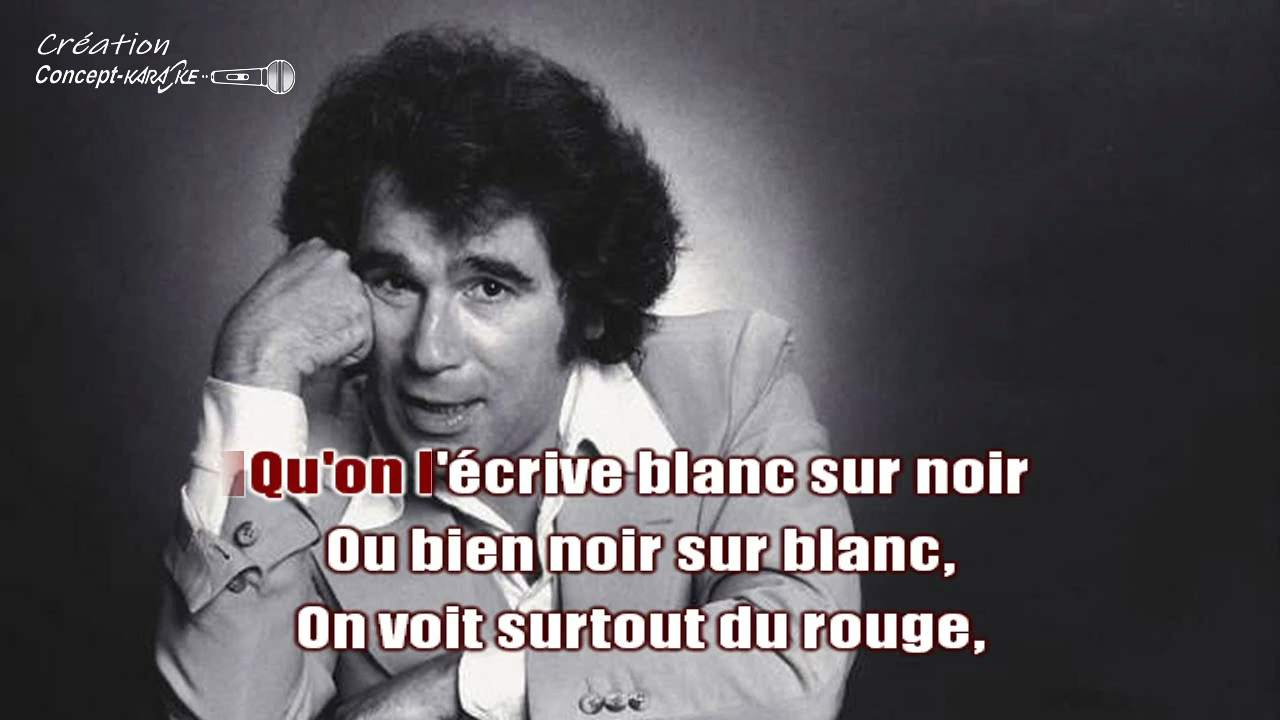 Création
Concept-KARAOKE
Qu'on l'écrive blanc sur noir
Ou bien noir sur blanc,
On voit surtout du rouge,